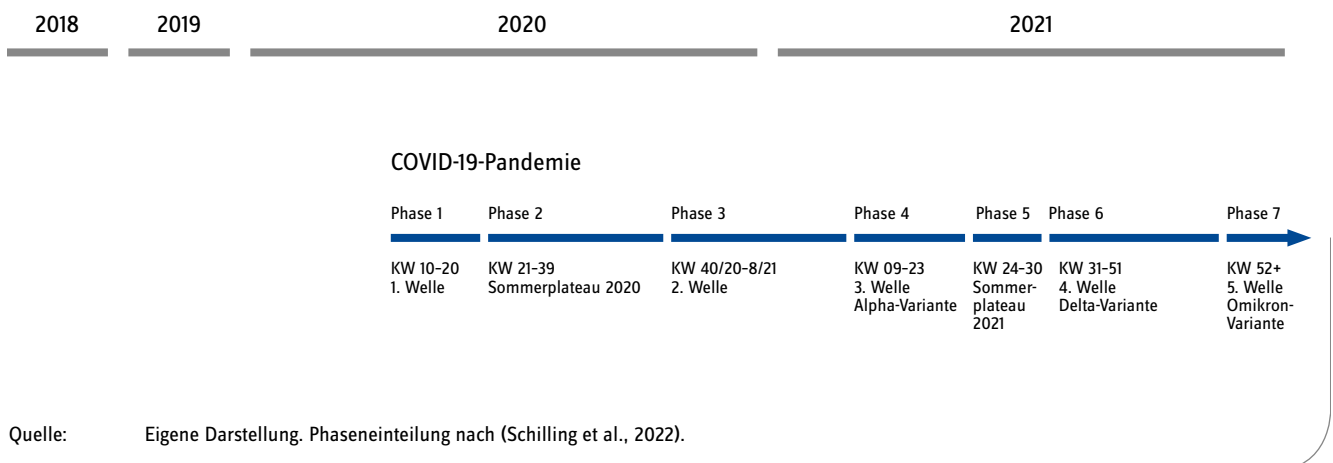 2018 2019 2020 2021
COVID-19-Pandemie
Phase 1 Phase 2 Phase 3 Phase 4 Phase 5 Phase 6 Phase 7
KW 10–20 KW 21–39 KW 40/20–8/21 KW 09–23 KW 24–30 KW 31–51 KW 52+
1. Welle Sommerplateau 2020 2. Welle 3. Welle Sommer- 4. Welle 5. Welle
Alpha-Variante plateau Delta-Variante Omikron-
2021 Variante
Quelle: Eigene Darstellung. Phaseneinteilung nach (Schilling et al., 2022).